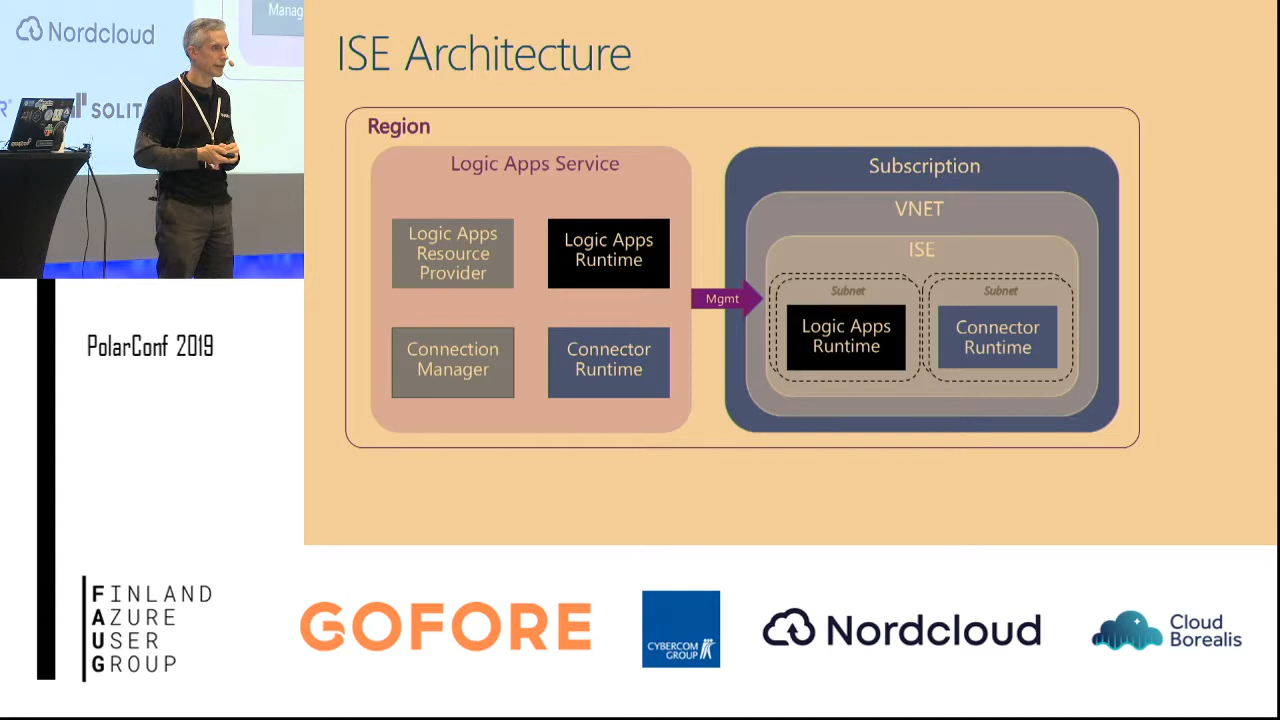 Nordcloud
Manag
R
SOLIT
ISE Architecture
Region
Logic Apps Service
Logic Apps
Resource
Provider
Logic Apps
Runtime
Connection
Manager
Connector
Runtime
Mgmt
Subscription
VNET
ISE
Subnet
Logic Apps
Runtime
Subnet
Connector
Runtime
PolarConf 2019
FINLAND
AZURE
USER
GROUP
GOFORE
CYBERCOM
GROUP
Nordcloud
Cloud
Borealis